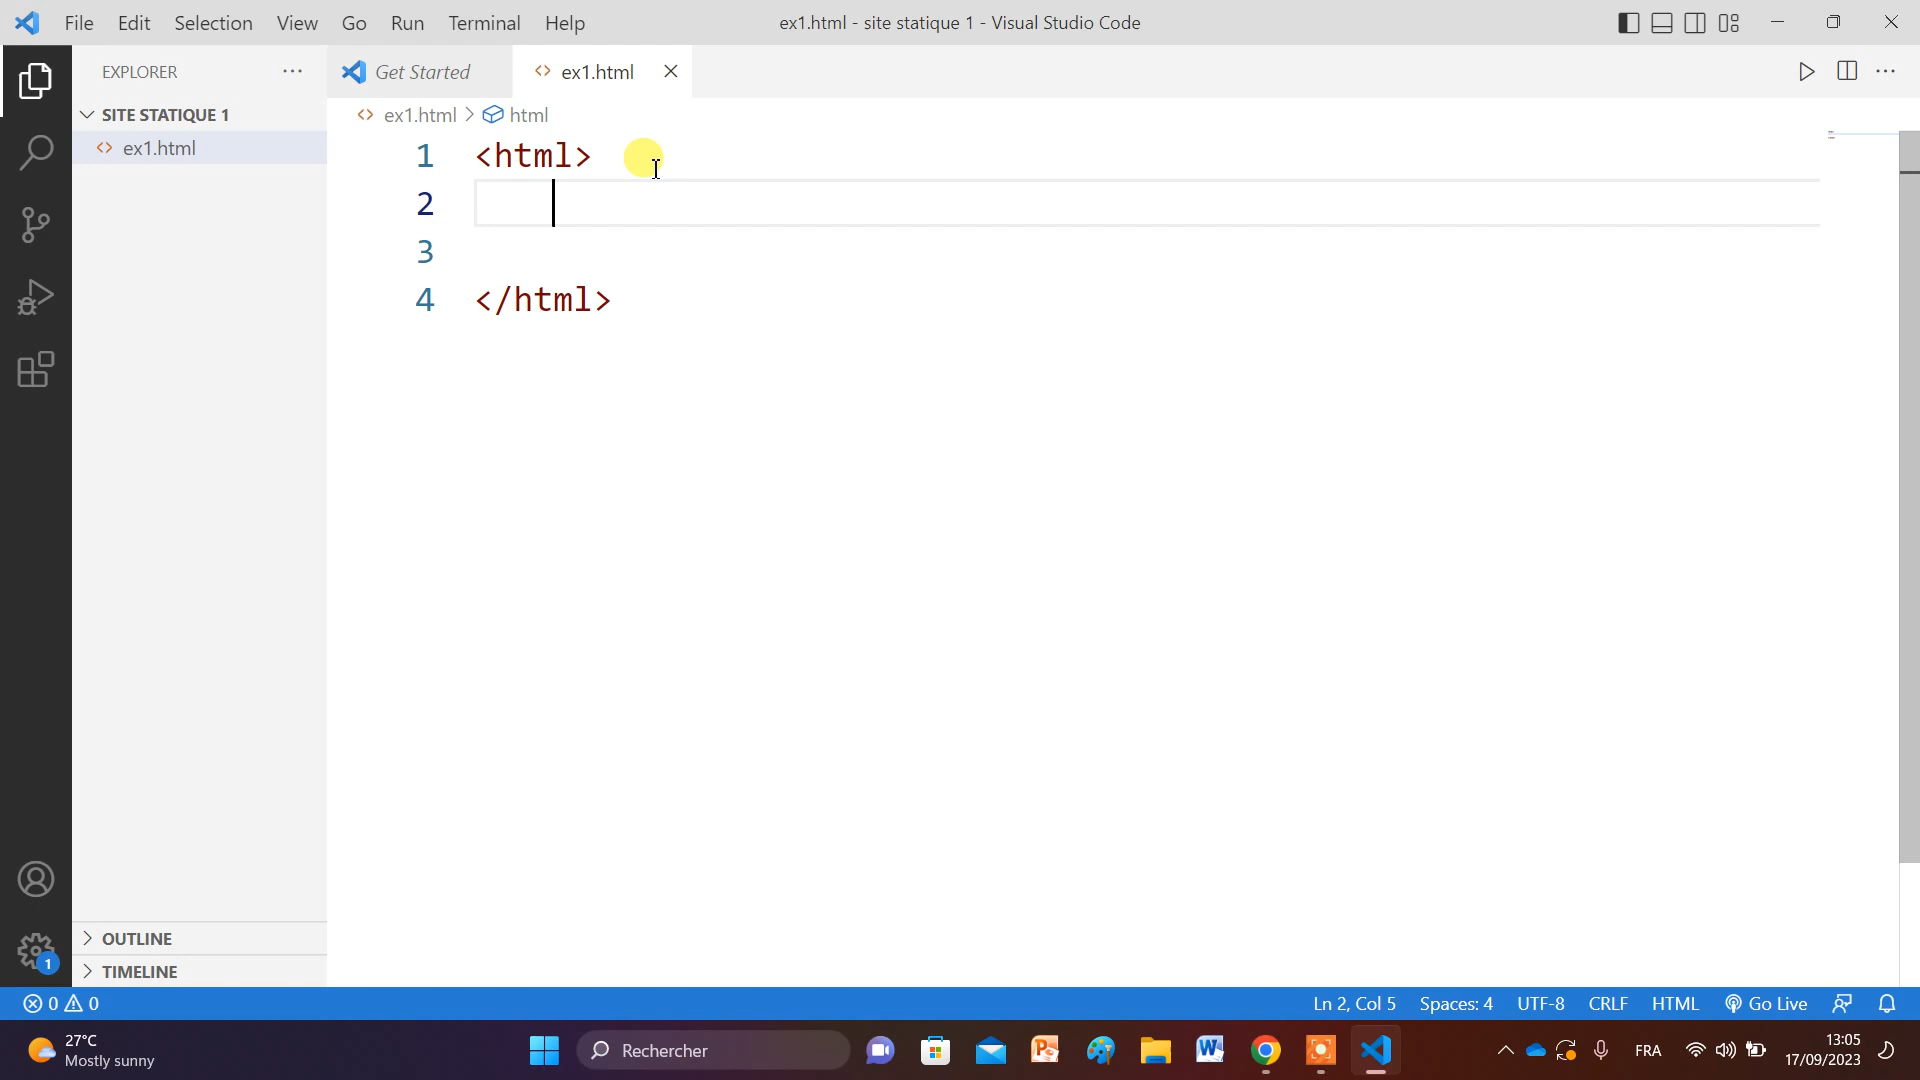 File Edit Selection View Go Run Terminal Help
ex1.html - site statique 1 - Visual Studio Code
EXPLORER
Get Started
ex1.html
SITE STATIQUE 1
ex1.html
ex1.html > html
1 <html>
2
3
4 </html>
OUTLINE
1
TIMELINE
0 0
Ln 2, Col 5 Spaces: 4 UTF-8 CRLF HTML Go Live
27°C
Mostly sunny
Rechercher
FRA
13:05
17/09/2023